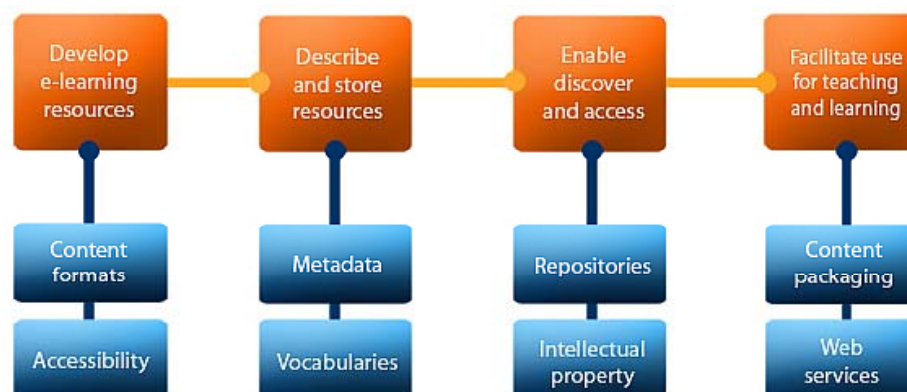 Develop
e-learning
resources
Describe
and store
resources
Enable
discover
and access
Facilitate use
for teaching
and learning
Content
formats
Metadata
Repositories
Content
packaging
Accessibility
Vocabularies
Intellectual
property
Web
services